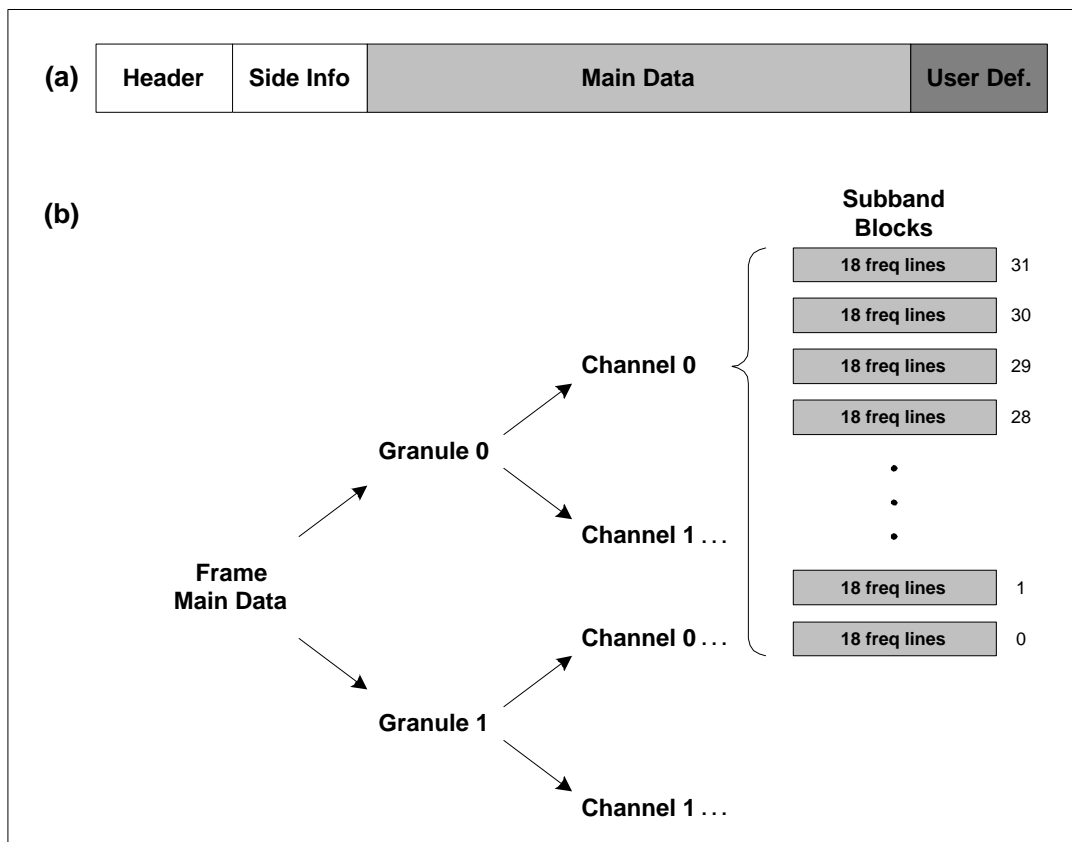 (a) Header Side Info Main Data User Def.
(b)
Subband
Blocks
18 freq lines 31
18 freq lines 30
Channel 0
18 freq lines 29
18 freq lines 28
Granule 0
Channel 1 ...
Frame
Main Data
18 freq lines 1
Channel 0 ...
18 freq lines 0
Granule 1
Channel 1 ...